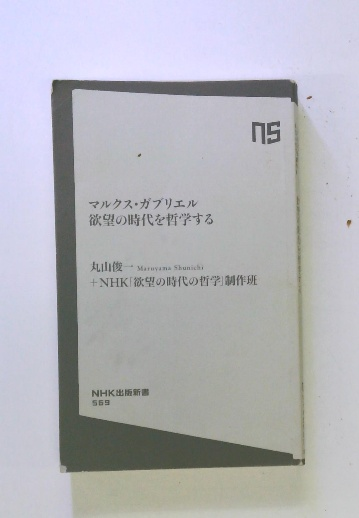 ns
マルクス・ガブリエル
欲望の時代を哲学する
丸山俊一 Maruyama Shunichi
＋NHK「欲望の時代の哲学」制作班
NHK出版新書
569